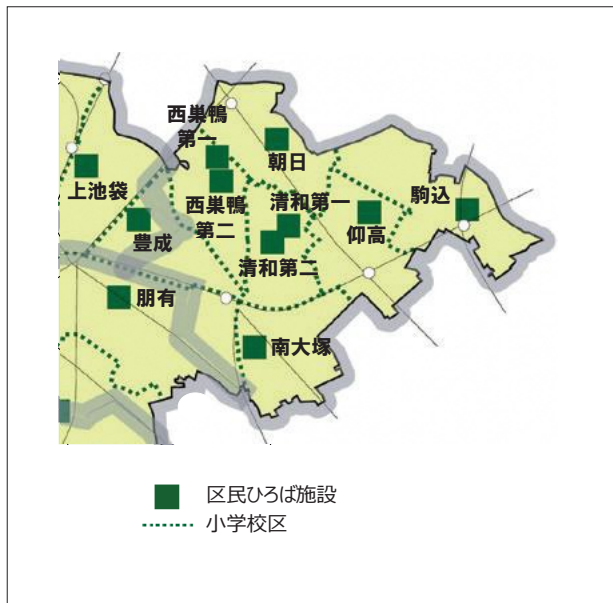 西巣鴨
第一
朝日
上池袋
西巣鴨
第二
清和第一
駒込
豊成
仰高
清和第二
朋有
南大塚
区民ひろば施設
小学校区